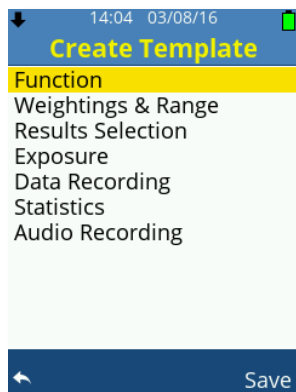 14:04 03/08/16
Create Template
Function
Weightings & Range
Results Selection
Exposure
Data Recording
Statistics
Audio Recording
Save